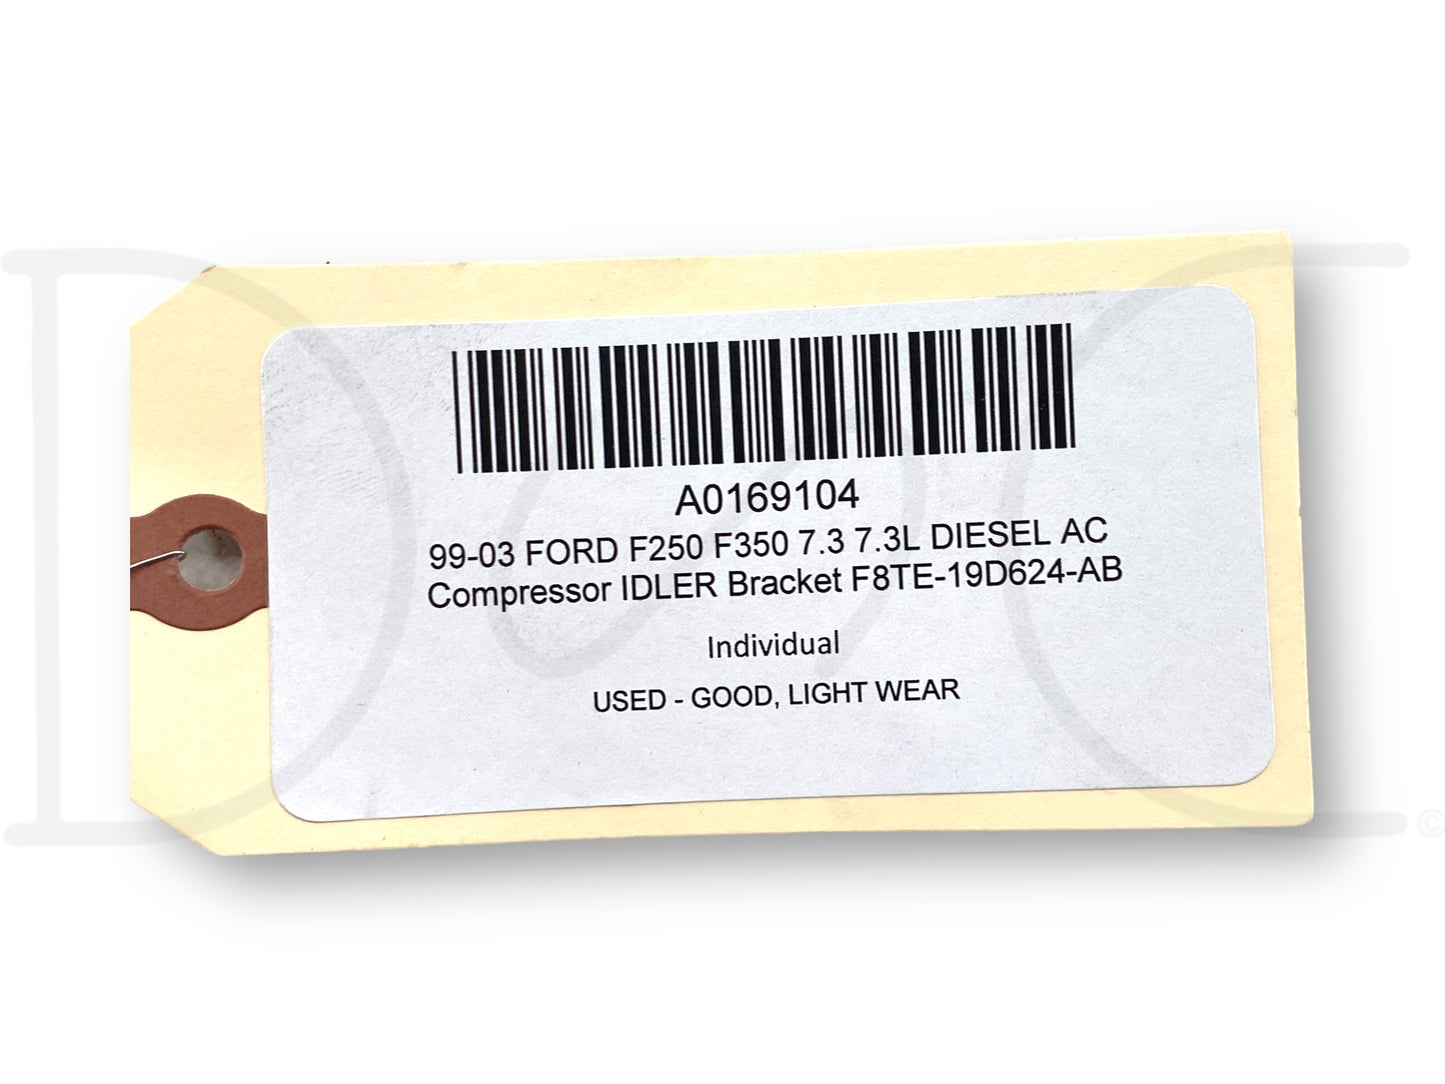 A0169104
99-03 FORD F250 F350 7.3 7.3L DIESEL AC
Compressor IDLER Bracket F8TE-19D624-AB
Individual
USED - GOOD, LIGHT WEAR
©